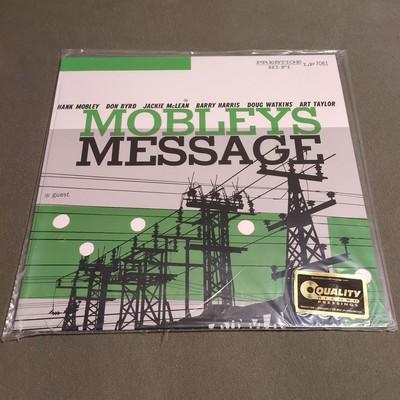 PRESTIGE LP 7061
HI-FI
HANK MOBLEY DON BYRD JACKIE McLEAN BARRY HARRIS DOUG WATKINS ART TAYLOR
MOBLEYS
MESSAGE
※ guest
QUALITY
PRESSINGS